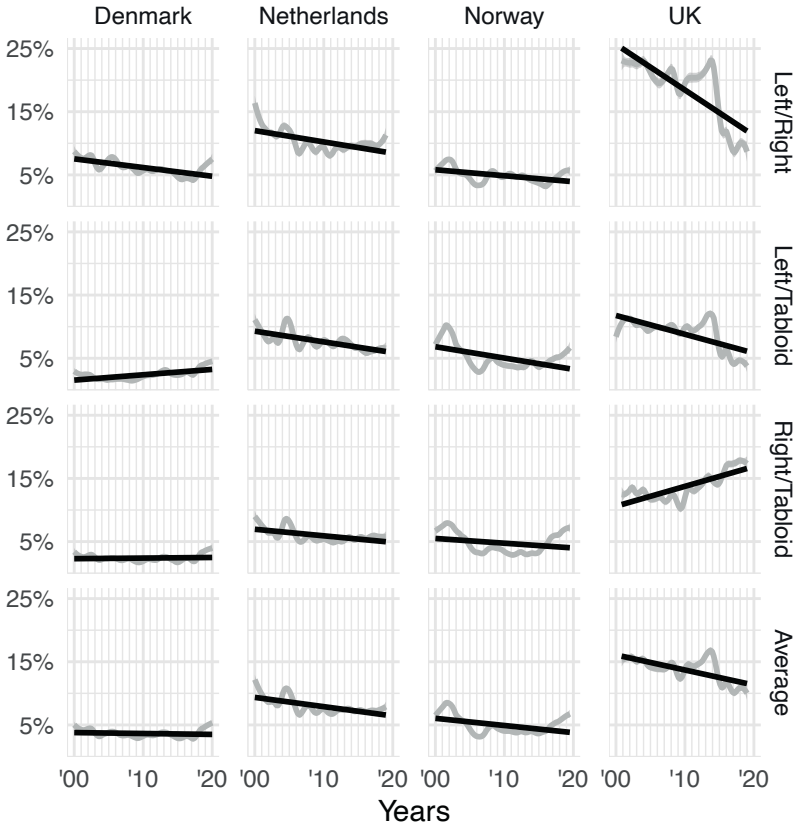 Denmark Netherlands Norway UK
25%
15%
5%
Left/Right
25%
15%
5%
Left/Tabloid
25%
15%
5%
Right/Tabloid
25%
15%
5%
Average
'00 '10 '20 '00 '10 '20 '00 '10 '20 '00 '10 '20
Years